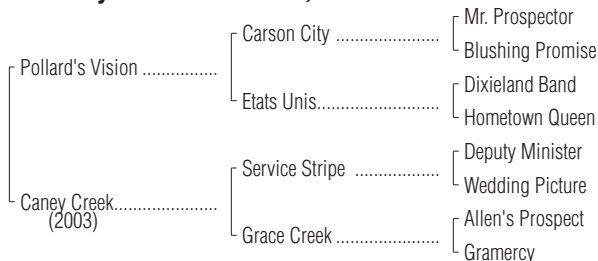 Mr. Prospector
Carson City ..................
Blushing Promise
Pollard's Vision ................
Dixieland Band
Etats Unis.........................
Hometown Queen
Deputy Minister
Service Stripe .................
Wedding Picture
Caney Creek.....................
(2003)
Allen's Prospect
Grace Creek .....................
Gramercy